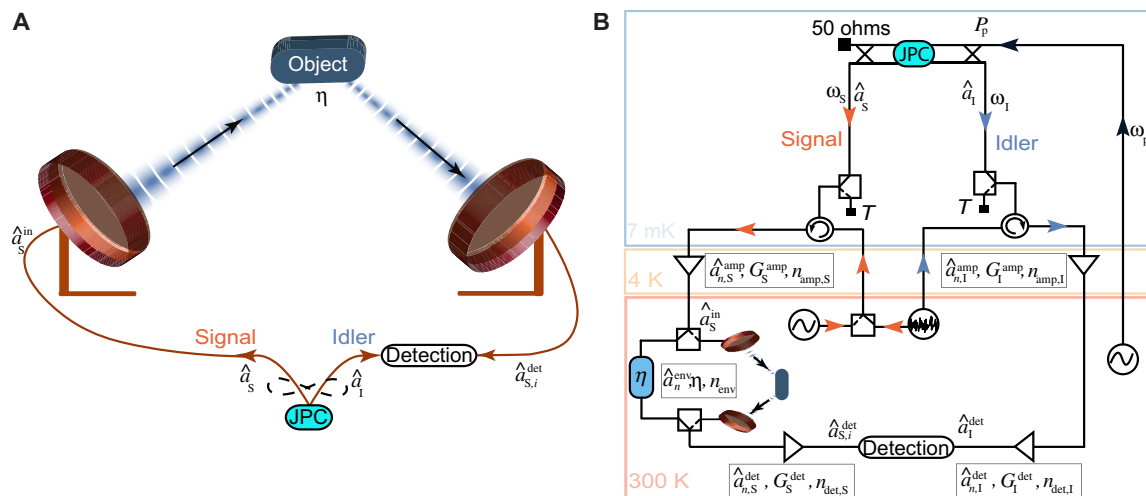 A
Object
η
â_S^in
Signal
Idler
Detection
â_S
â_I
â_{S,i}^det
JPC
B
50 ohms
P_p
JPC
ω_S
â_S
â_I
ω_I
ω_p
Signal
Idler
T
T
7 mK
4 K
â_{n,S}^amp, G_S^amp, n_{amp,S}
â_{n,I}^amp, G_I^amp, n_{amp,I}
â_S^in
η
â_n^env, η, n_env
â_{S,i}^det
Detection
â_I^det
300 K
â_{n,S}^det, G_S^det, n_{det,S}
â_{n,I}^det, G_I^det, n_{det,I}